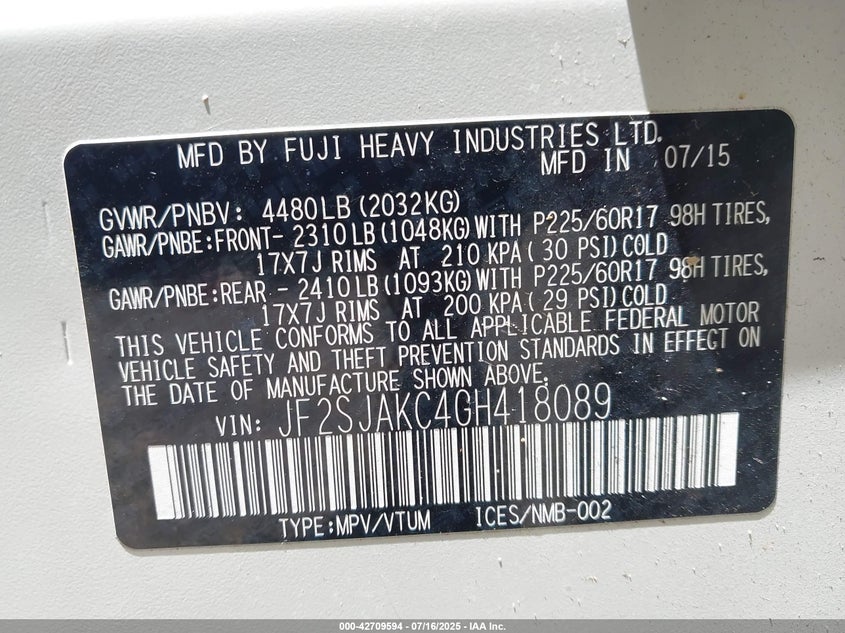 MFD BY FUJI HEAVY INDUSTRIES LTD.
MFD IN 07/15
GVWR/PNBV: 4480LB (2032KG)
GAWR/PNBE:FRONT- 2310LB (1048KG) WITH P225/60R17 98H TIRES,
17X7J RIMS AT 210 KPA (30 PSI) COLD
GAWR/PNBE:REAR - 2410LB (1093KG) WITH P225/60R17 98H TIRES,
17X7J RIMS AT 200 KPA (29 PSI) COLD
THIS VEHICLE CONFORMS TO ALL APPLICABLE FEDERAL MOTOR
VEHICLE SAFETY AND THEFT PREVENTION STANDARDS IN EFFECT ON
THE DATE OF MANUFACTURE SHOWN ABOVE.
VIN: JF2SJAKC4GH418089
TYPE:MPV/VTUM ICES/NMB-002
000-42709594 - 07/16/2025 - IAA Inc.